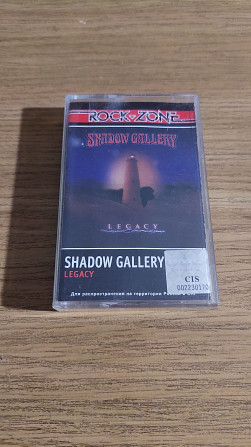 ROCK ZONE
SHADOW GALLERY
LEGACY
SHADOW GALLERY
LEGACY
CIS
Для распространения на территории